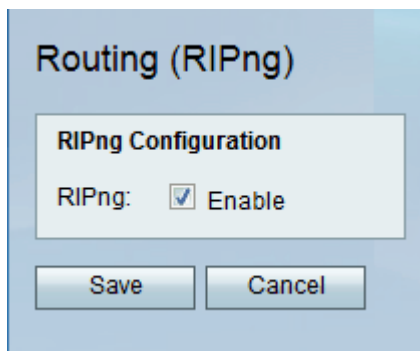 Routing (RIPng)
RIPng Configuration
RIPng: Enable
Save Cancel